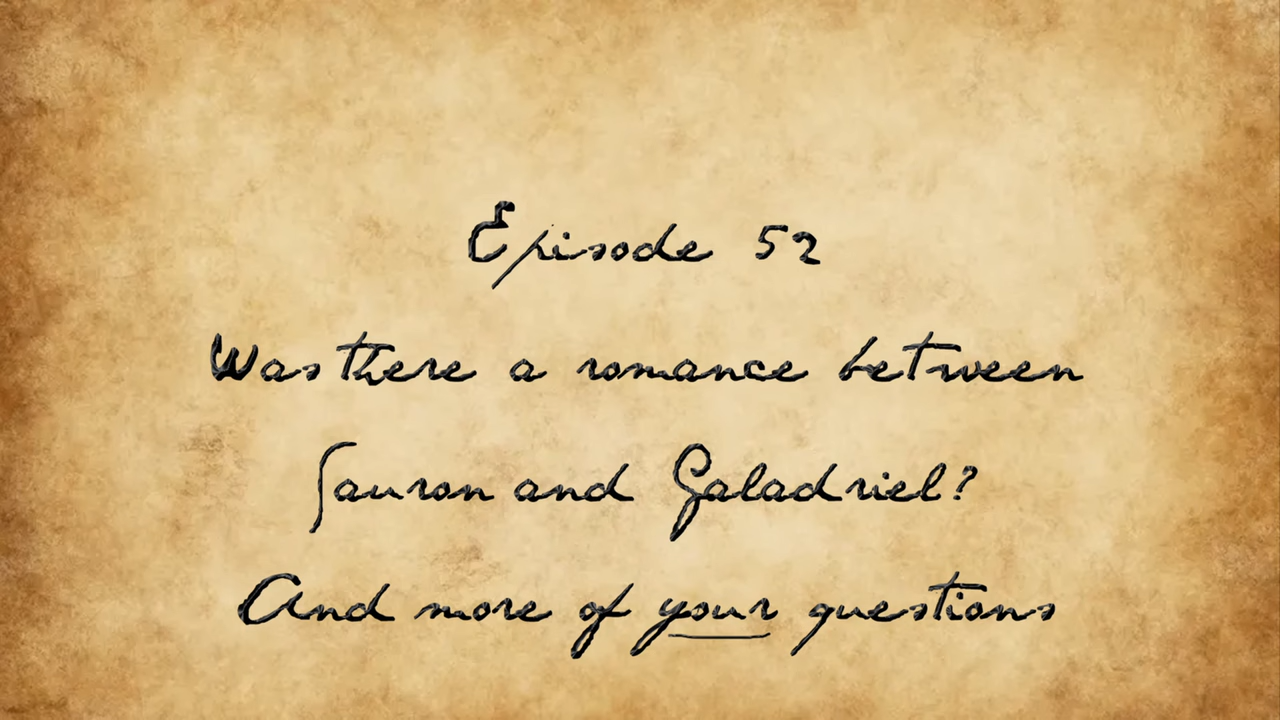 Episode 52
Was there a romance between
Sauron and Galadriel?
And more of your questions